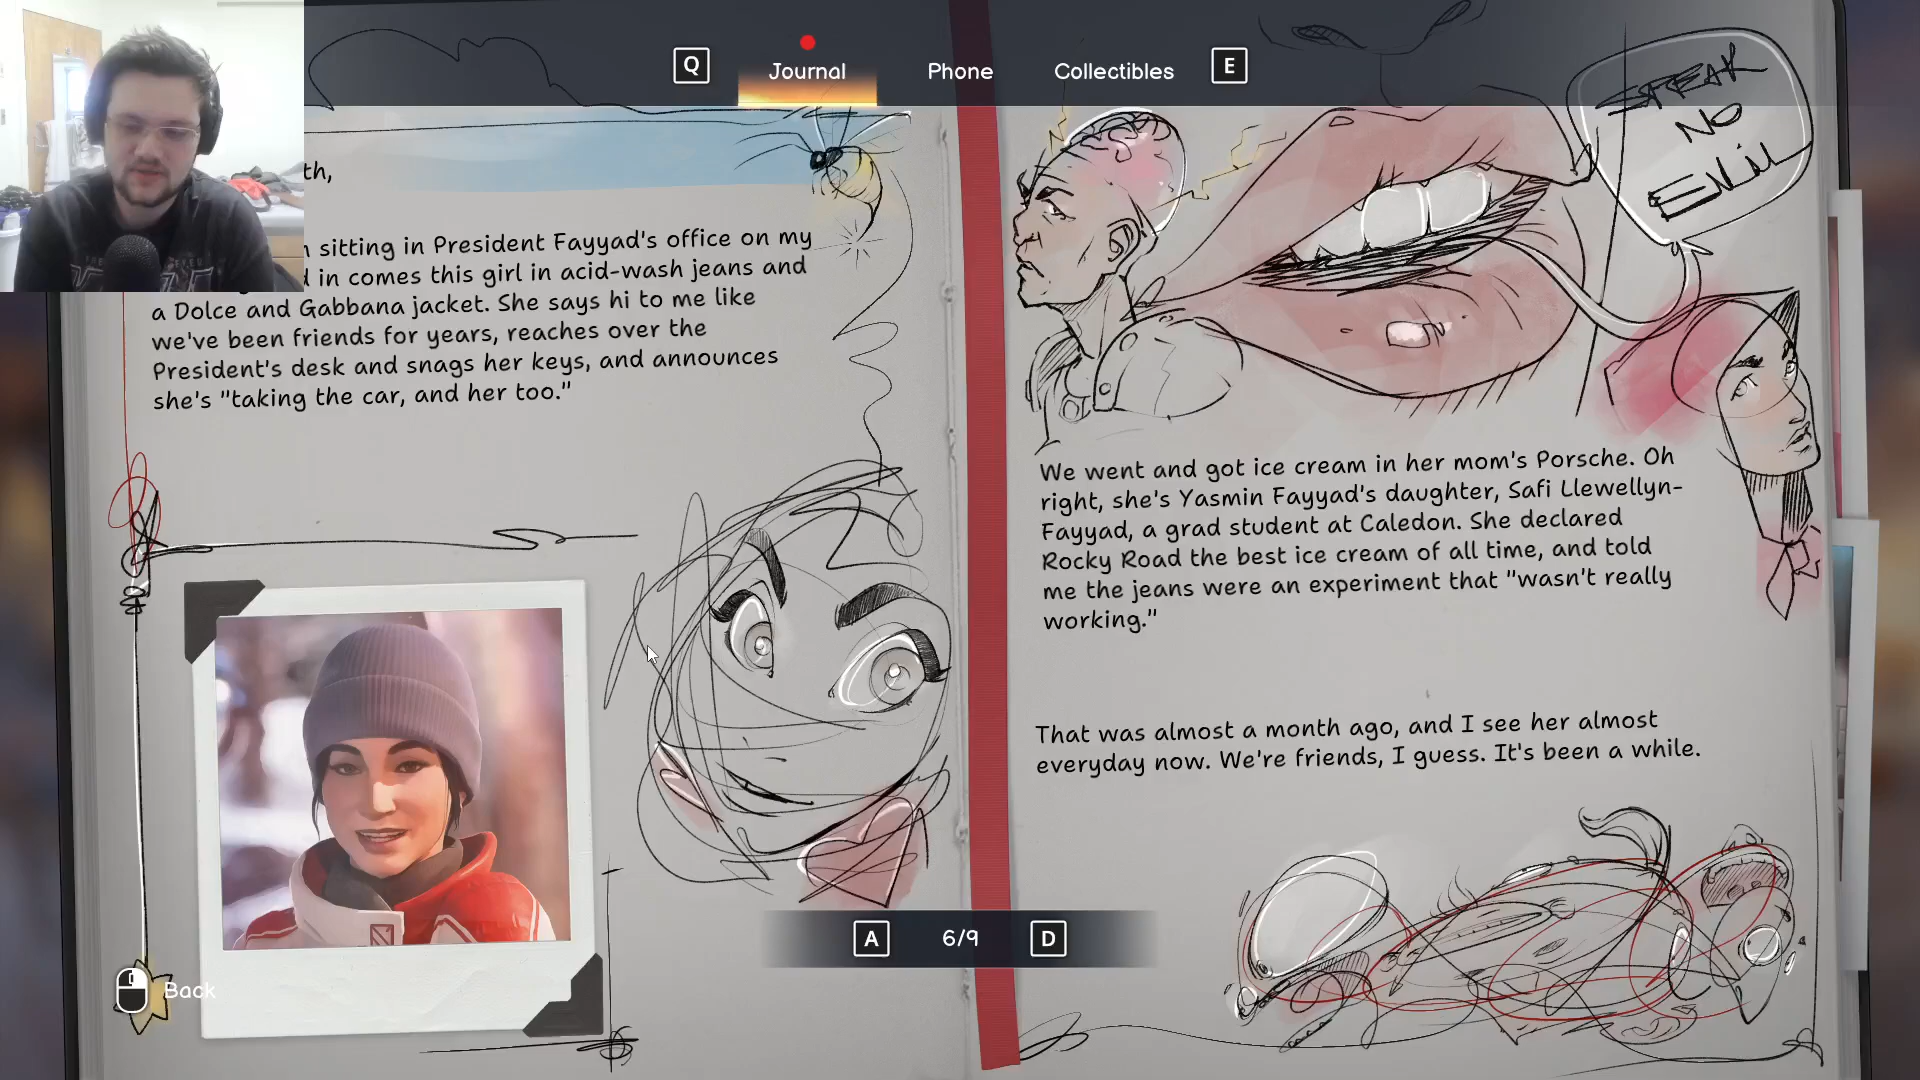 Q
Journal
Phone
Collectibles
E
th,
sitting in President Fayyad's office on my
in comes this girl in acid-wash jeans and
a Dolce and Gabbana jacket. She says hi to me like
we've been friends for years, reaches over the
President's desk and snags her keys, and announces
she's "taking the car, and her too."
SPEAK
NO
EVIL
We went and got ice cream in her mom's Porsche. Oh
right, she's Yasmin Fayyad's daughter, Safi Llewellyn-
Fayyad, a grad student at Caledon. She declared
Rocky Road the best ice cream of all time, and told
me the jeans were an experiment that "wasn't really
working."
That was almost a month ago, and I see her almost
everyday now. We're friends, I guess. It's been a while.
A
6/9
D
Back